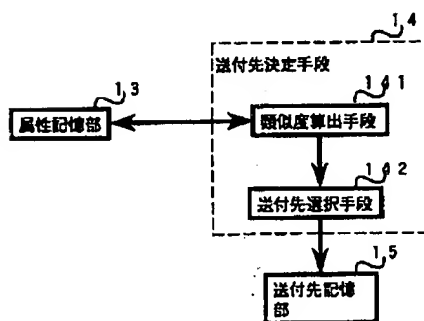 14
送付先決定手段
13
141
属性記憶部
類似度算出手段
142
送付先選択手段
15
送付先記憶
部